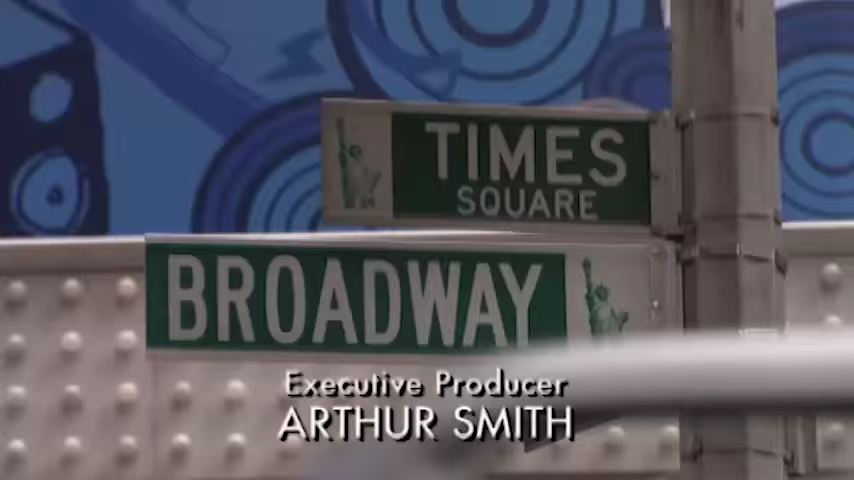 TIMES
SQUARE
BROADWAY
Executive Producer
ARTHUR SMITH